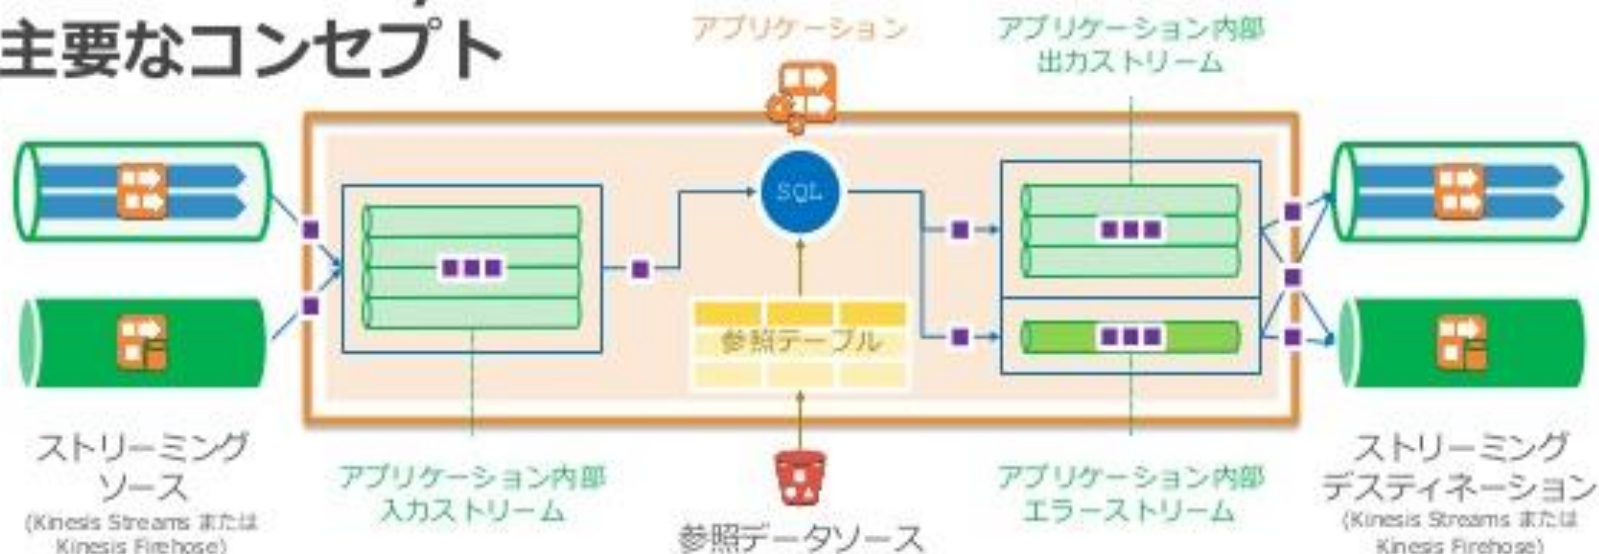 主要なコンセプト
アプリケーション
アプリケーション内部
出力ストリーム
SQL
参照テーブル
ストリーミング
ソース
(Kinesis Streams または
Kinesis Firehose)
アプリケーション内部
入力ストリーム
参照データソース
アプリケーション内部
エラーストリーム
ストリーミング
デスティネーション
(Kinesis Streams または
Kinesis Firehose)